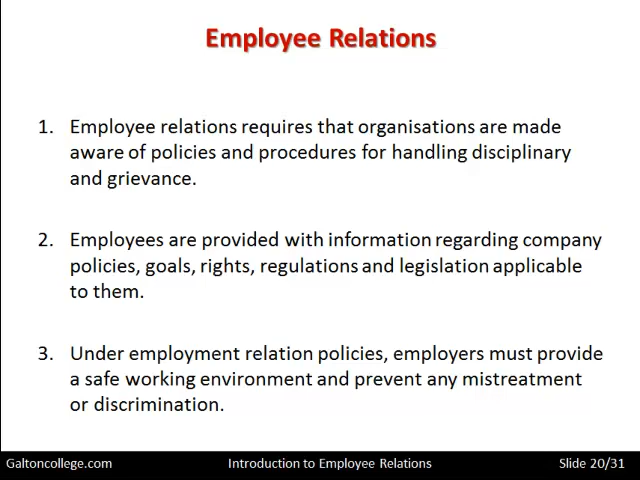 Employee Relations
1. Employee relations requires that organisations are made
aware of policies and procedures for handling disciplinary
and grievance.
2. Employees are provided with information regarding company
policies, goals, rights, regulations and legislation applicable
to them.
3. Under employment relation policies, employers must provide
a safe working environment and prevent any mistreatment
or discrimination.
Galtoncollege.com Introduction to Employee Relations Slide 20/31